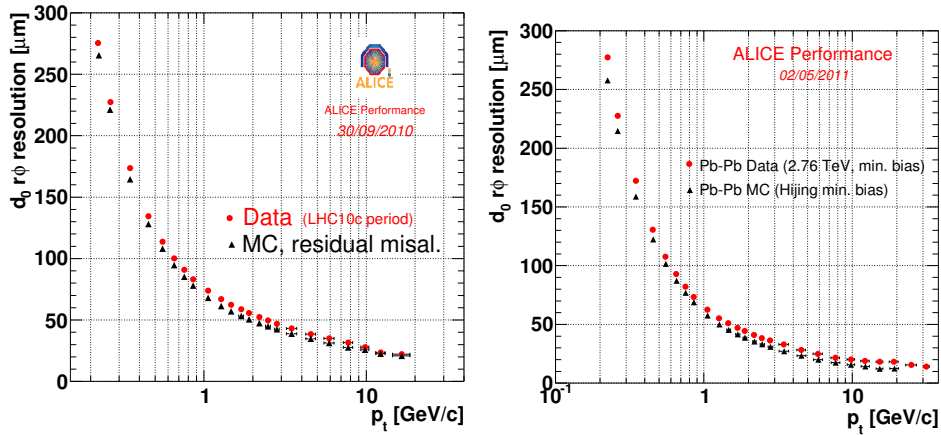 d₀ rϕ resolution [μm]
300
250
200
150
100
50
0
ALICE
ALICE Performance
30/09/2010
Data (LHC10c period)
MC, residual misal.
1
10
pₜ [GeV/c]
d₀ rϕ resolution [μm]
300
250
200
150
100
50
0
ALICE Performance
02/05/2011
Pb-Pb Data (2.76 TeV, min. bias)
Pb-Pb MC (Hijing min. bias)
10⁻¹
1
10
pₜ [GeV/c]